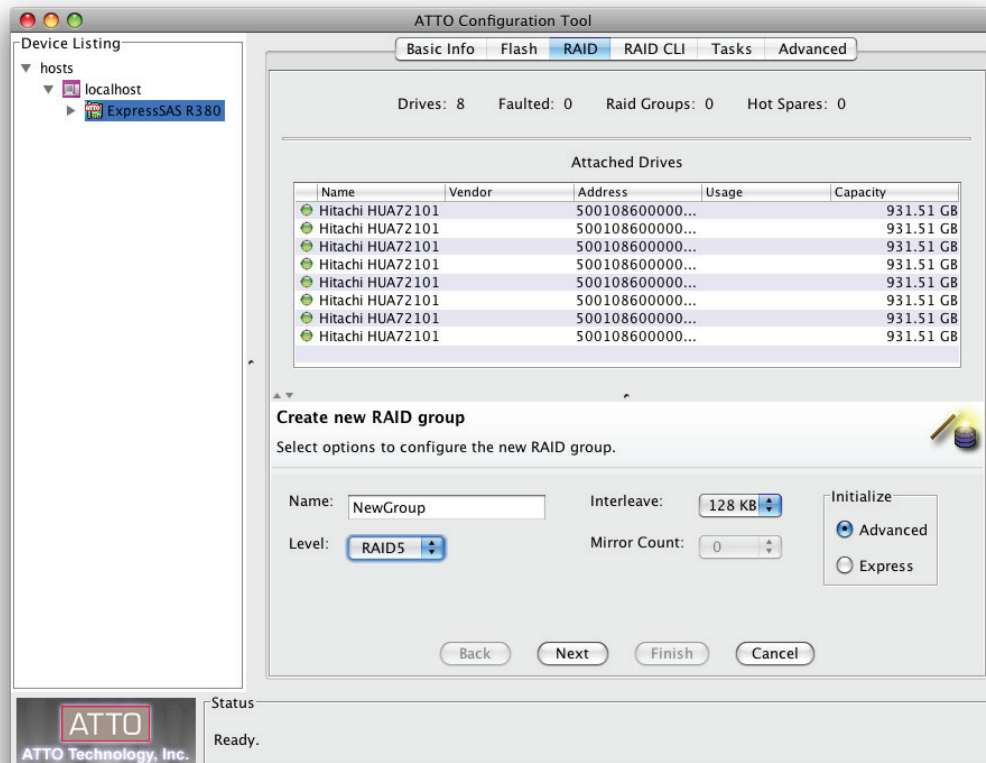 ATTO Configuration Tool
Device Listing
hosts
localhost
ExpressSAS R380
Basic Info Flash RAID RAID CLI Tasks Advanced
Drives: 8 Faulted: 0 Raid Groups: 0 Hot Spares: 0
Attached Drives
Name Vendor Address Usage Capacity
Hitachi HUA72101 500108600000... 931.51 GB
Hitachi HUA72101 500108600000... 931.51 GB
Hitachi HUA72101 500108600000... 931.51 GB
Hitachi HUA72101 500108600000... 931.51 GB
Hitachi HUA72101 500108600000... 931.51 GB
Hitachi HUA72101 500108600000... 931.51 GB
Hitachi HUA72101 500108600000... 931.51 GB
Hitachi HUA72101 500108600000... 931.51 GB
Create new RAID group
Select options to configure the new RAID group.
Name: NewGroup Interleave: 128 KB Initialize
Advanced
Level: RAID5 Mirror Count: 0
Express
Back Next Finish Cancel
Status
ATTO
Ready.
ATTO Technology, Inc.